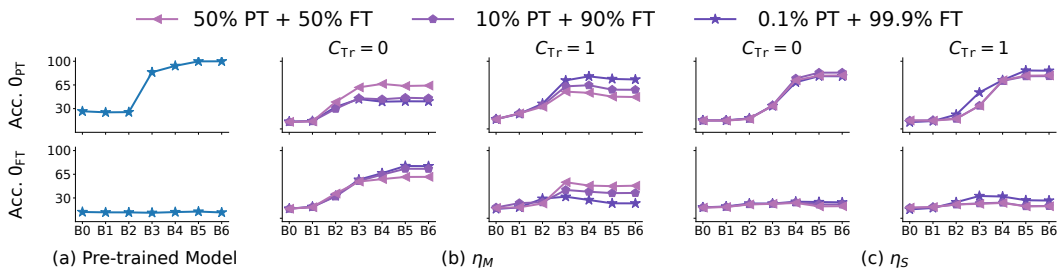 50% PT + 50% FT 10% PT + 90% FT 0.1% PT + 99.9% FT
C_Tr = 0 C_Tr = 1 C_Tr = 0 C_Tr = 1
Acc. 0_PT
100
65
30
Acc. 0_FT
100
65
30
B0 B1 B2 B3 B4 B5 B6 B0 B1 B2 B3 B4 B5 B6 B0 B1 B2 B3 B4 B5 B6 B0 B1 B2 B3 B4 B5 B6 B0 B1 B2 B3 B4 B5 B6
(a) Pre-trained Model (b) η_M (c) η_S